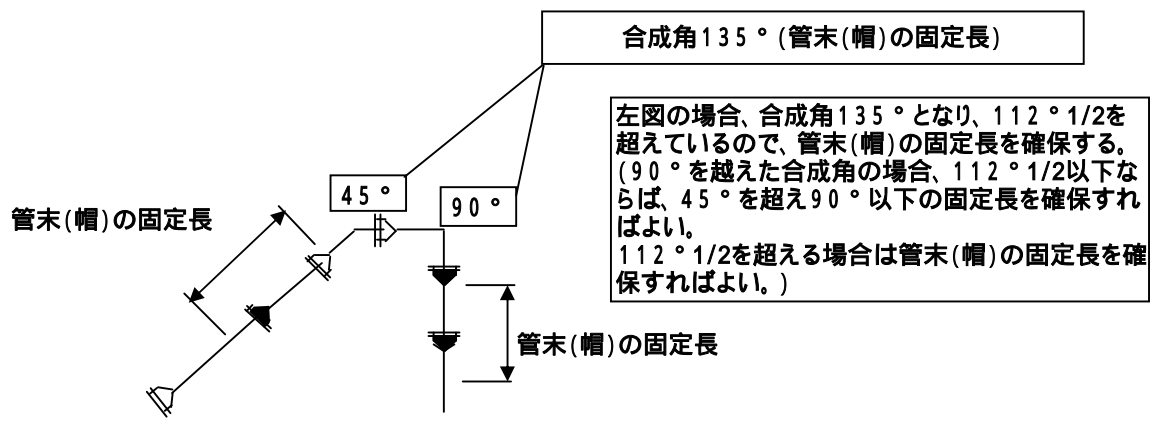 合成角135°(管末(帽)の固定長)
左図の場合、合成角135°となり、112°1/2を
超えているので、管末(帽)の固定長を確保する。
(90°を越えた合成角の場合、112°1/2以下な
らば、45°を超え90°以下の固定長を確保すれ
ばよい。
112°1/2を超える場合は管末(帽)の固定長を確
保すればよい。)
45°
90°
管末(帽)の固定長
管末(帽)の固定長